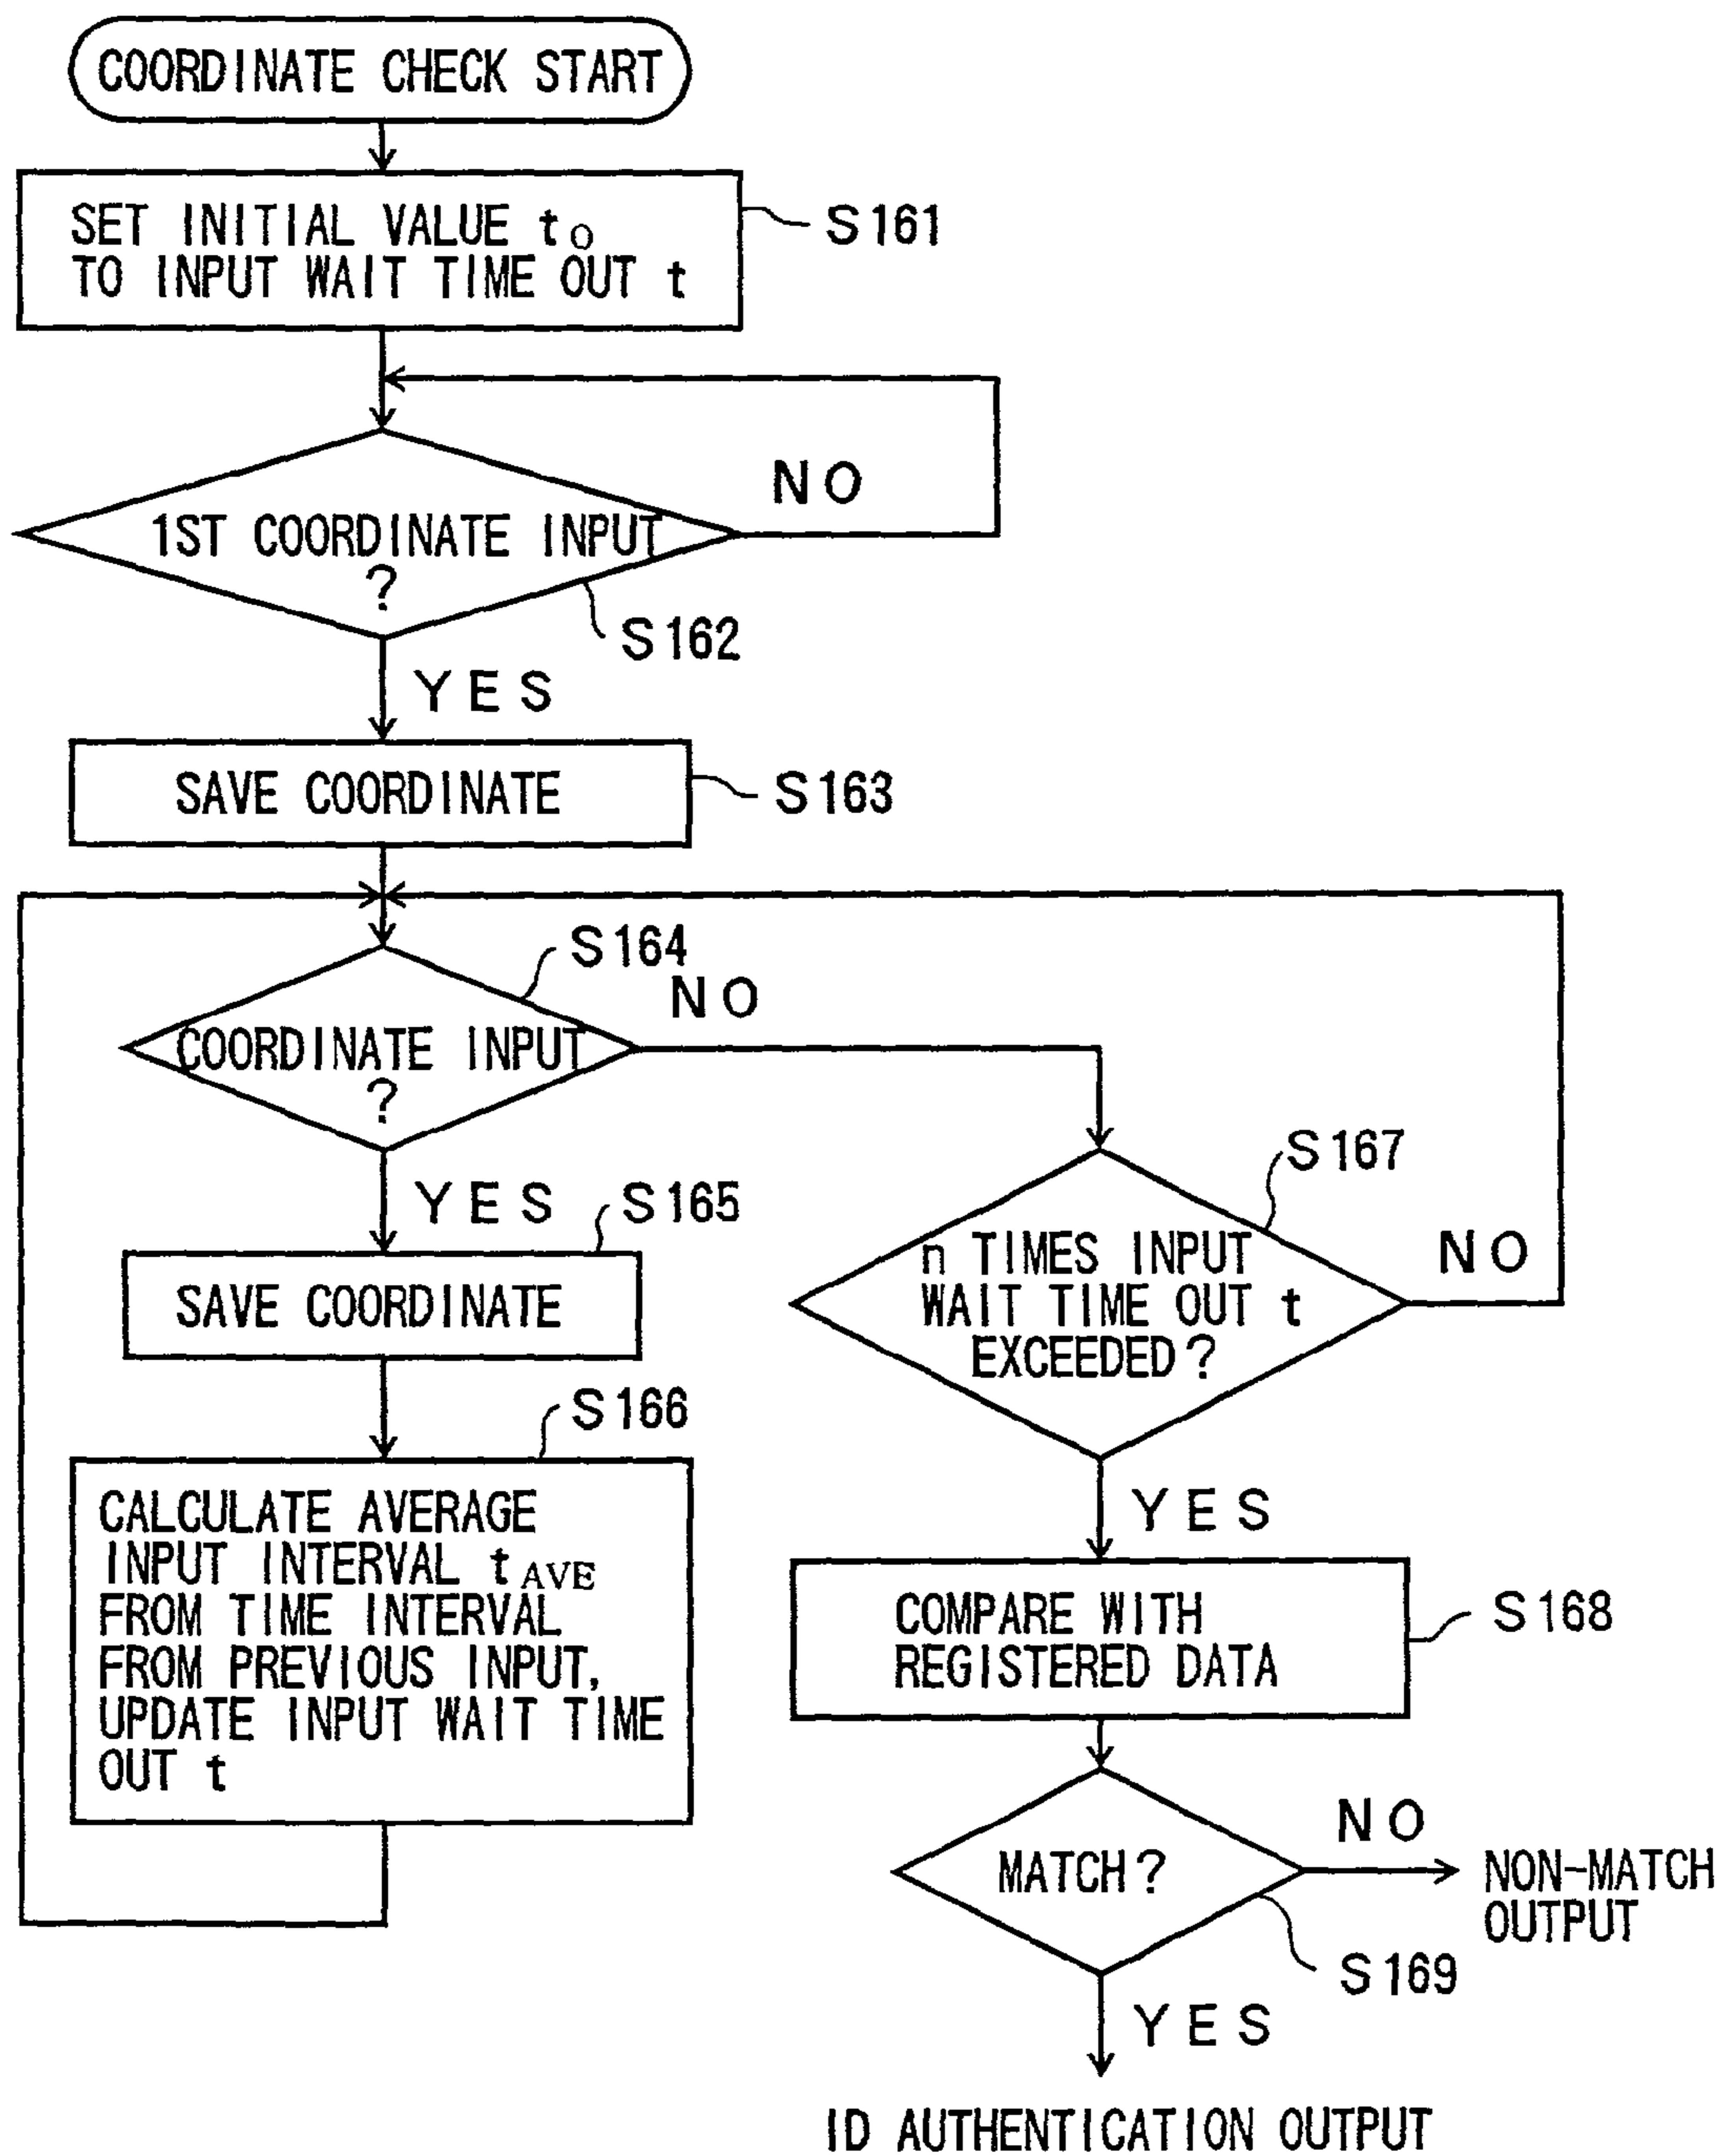 COORDINATE CHECK START
SET INITIAL VALUE t₀
TO INPUT WAIT TIME OUT t
S161
NO
1ST COORDINATE INPUT
?
S162
YES
SAVE COORDINATE
S163
S164
NO
COORDINATE INPUT
?
YES
S165
SAVE COORDINATE
S166
CALCULATE AVERAGE
INPUT INTERVAL tAVE
FROM TIME INTERVAL
FROM PREVIOUS INPUT,
UPDATE INPUT WAIT TIME
OUT t
S167
n TIMES INPUT
WAIT TIME OUT t
EXCEEDED?
NO
YES
COMPARE WITH
REGISTERED DATA
S168
MATCH?
NO
NON-MATCH
OUTPUT
S169
YES
ID AUTHENTICATION OUTPUT